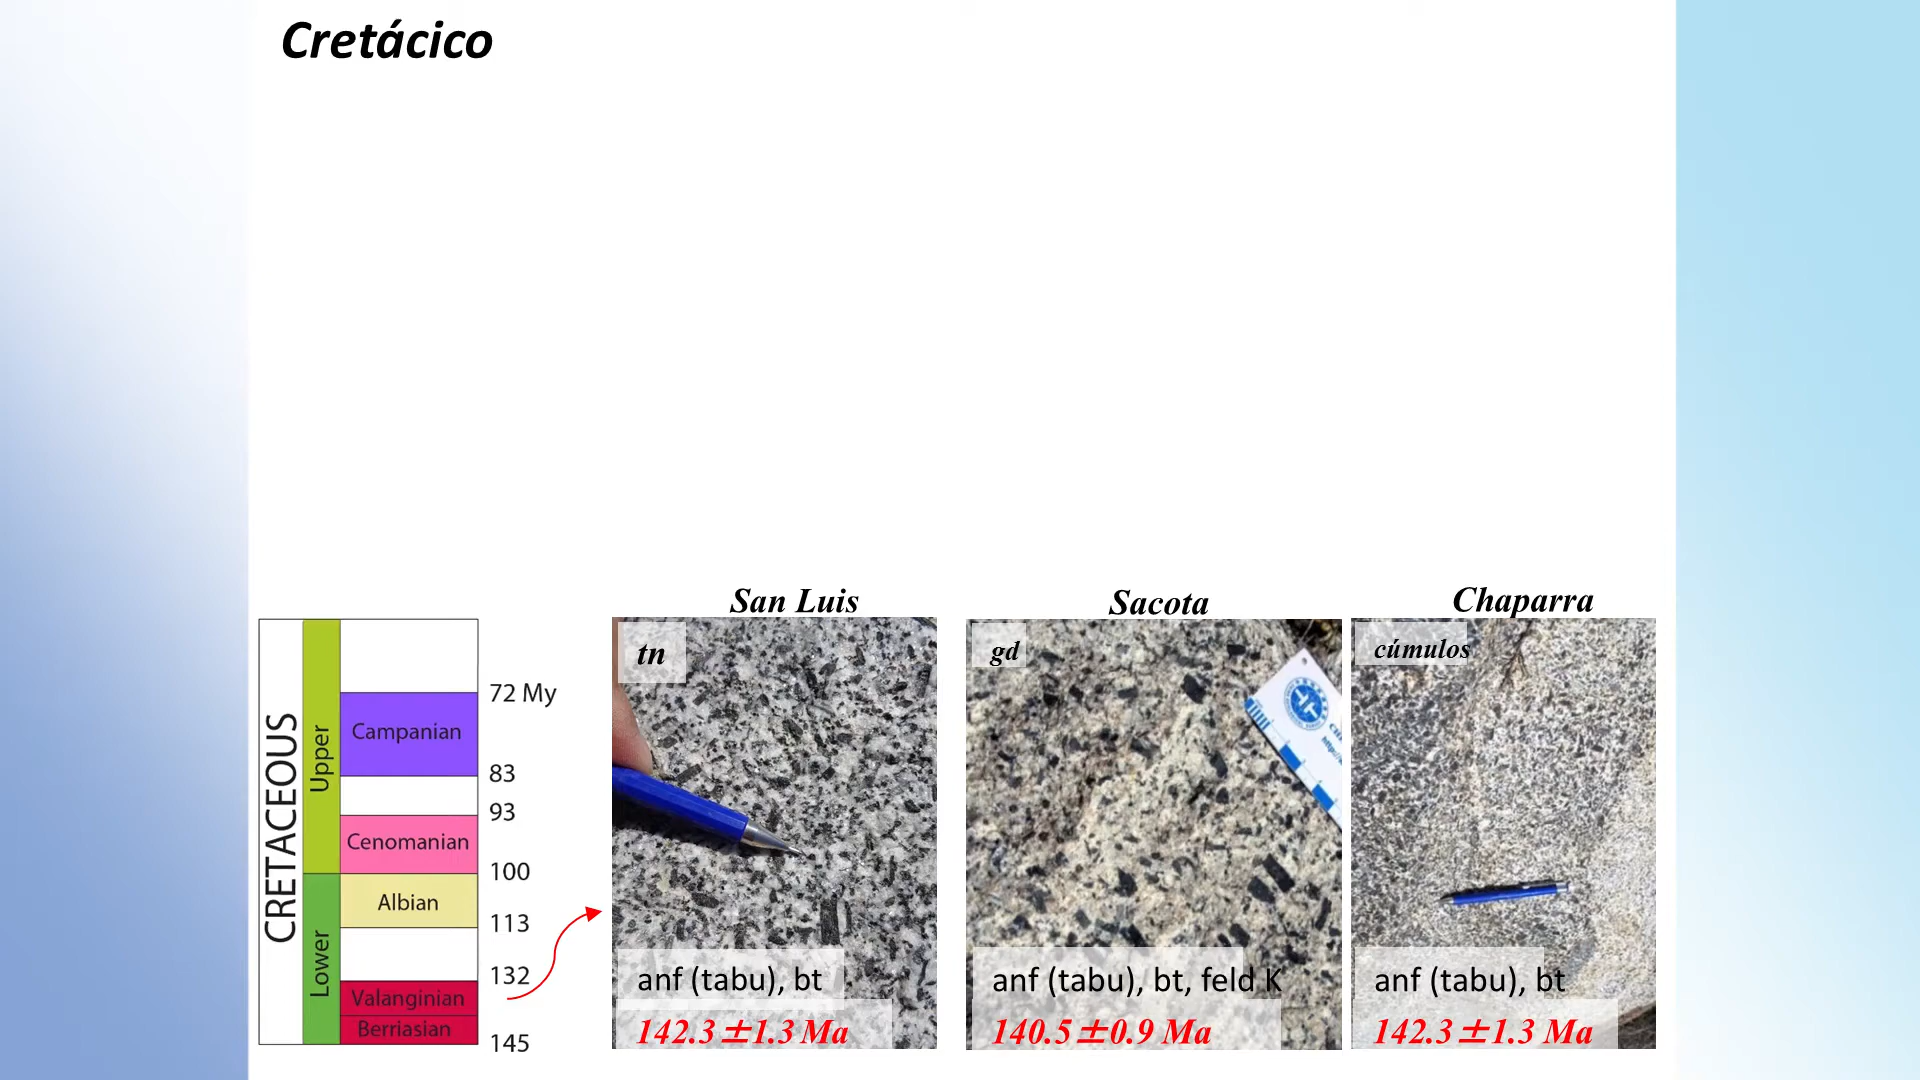 Cretácico
San Luis
Sacota
Chaparra
CRETACEOUS
Upper
Lower
Campanian
Cenomanian
Albian
Valanginian
Berriasian
72 My
83
93
100
113
132
145
tn
anf (tabu), bt
142.3±1.3 Ma
gd
anf (tabu), bt, feld K
140.5±0.9 Ma
cúmulos
anf (tabu), bt
142.3±1.3 Ma